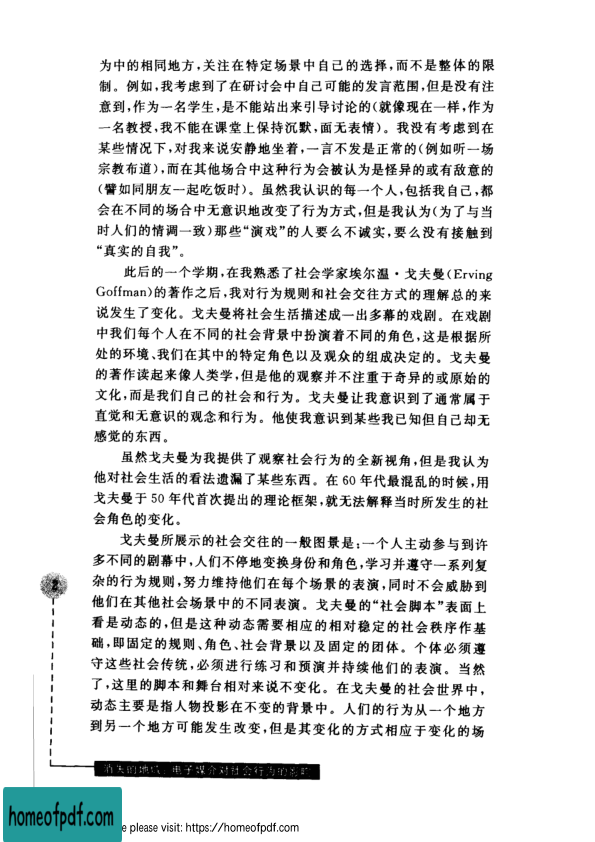 为中的相同地方,关注在特定场景中自己的选择,而不是整体的限
制。例如,我考虑到了在研讨会中自己可能的发言范围,但是没有注
意到,作为一名学生,是不能站出来引导讨论的(就像现在一样,作为
一名教授,我不能在课堂上保持沉默,面无表情)。我没有考虑到在
某些情况下,对我来说安静地坐着,一言不发是正常的(例如听一场
宗教布道),而在其他场合中这种行为会被认为是怪异的或有敌意的
(譬如同朋友一起吃饭时)。虽然我认识的每一个人,包括我自己,都
会在不同的场合中无意识地改变了行为方式,但是我认为(为了与当
时人们的情调一致)那些“演戏”的人要么不诚实,要么没有接触到
“真实的自我”。
此后的一个学期,在我熟悉了社会学家埃尔温·戈夫曼(Erving
Goffman)的著作之后,我对行为规则和社会交往方式的理解总的来
说发生了变化。戈夫曼将社会生活描述成一出多幕的戏剧。在戏剧
中我们每个人在不同的社会背景中扮演着不同的角色,这是根据所
处的环境、我们在其中的特定角色以及观众的组成决定的。戈夫曼
的著作读起来像人类学,但是他的观察并不注重于奇异的或原始的
文化,而是我们自己的社会和行为。戈夫曼让我意识到了通常属于
直觉和无意识的观念和行为。他使我意识到某些我已知但自己却无
感觉的东西。
虽然戈夫曼为我提供了观察社会行为的全新视角,但是我认为
他对社会生活的看法遗漏了某些东西。在 60 年代最混乱的时候,用
戈夫曼于 50 年代首次提出的理论框架,就无法解释当时所发生的社
会角色的变化。
戈夫曼所展示的社会交往的一般图景是:一个人主动参与到许
多不同的剧幕中,人们不停地变换身份和角色,学习并遵守一系列复
杂的行为规则,努力维持他们在每个场景的表演,同时不会威胁到
他们在其他社会场景中的不同表演。戈夫曼的“社会脚本”表面上
看是动态的,但是这种动态需要相应的相对稳定的社会秩序作基
础,即固定的规则、角色、社会背景以及固定的团体。个体必须遵
守这些社会传统,必须进行练习和预演并持续他们的表演。当然
了,这里的脚本和舞台相对来说不变化。在戈夫曼的社会世界中,
动态主要是指人物投影在不变的背景中。人们的行为从一个地方
到另一个地方可能发生改变,但是其变化的方式相应于变化的场
2
消失的地域:电子媒介对社会行为的影响
homeofpdf.com
e please visit: https://homeofpdf.com